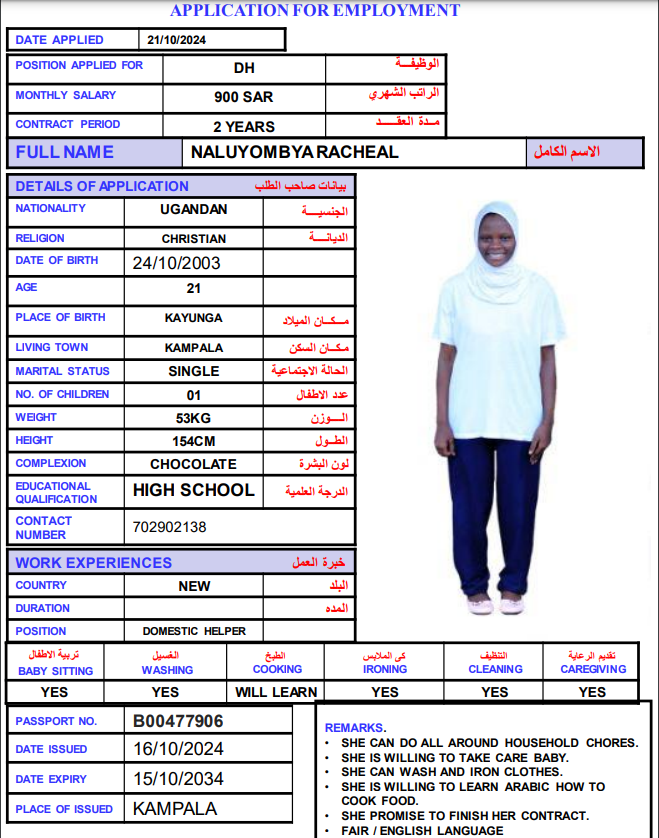 APPLICATION FOR EMPLOYMENT
DATE APPLIED 21/10/2024
POSITION APPLIED FOR DH الوظيفـــة
MONTHLY SALARY 900 SAR الراتب الشهري
CONTRACT PERIOD 2 YEARS مـدة العقـــد
FULL NAME NALUYOMBYA RACHEAL الاسم الكامل
DETAILS OF APPLICATION بيانات صاحب الطلب
NATIONALITY UGANDAN الجنسيـــة
RELIGION CHRISTIAN الديانـــة
DATE OF BIRTH 24/10/2003
AGE 21
PLACE OF BIRTH KAYUNGA مـكـــان الميلاد
LIVING TOWN KAMPALA مكـان السكن
MARITAL STATUS SINGLE الحالة الاجتماعية
NO. OF CHILDREN 01 عدد الاطفال
WEIGHT 53KG الـــوزن
HEIGHT 154CM الطــول
COMPLEXION CHOCOLATE لون البشرة
EDUCATIONAL QUALIFICATION HIGH SCHOOL الدرجة العلمية
CONTACT NUMBER 702902138
WORK EXPERIENCES خبرة العمل
COUNTRY NEW البلد
DURATION المده
POSITION DOMESTIC HELPER
تربية الاطفال الغسيل الطبخ كى الملابس التنظيف تقديم الرعاية
BABY SITTING WASHING COOKING IRONING CLEANING CAREGIVING
YES YES WILL LEARN YES YES YES
PASSPORT NO. B00477906
DATE ISSUED 16/10/2024
DATE EXPIRY 15/10/2034
PLACE OF ISSUED KAMPALA
REMARKS.
• SHE CAN DO ALL AROUND HOUSEHOLD CHORES.
• SHE IS WILLING TO TAKE CARE BABY.
• SHE CAN WASH AND IRON CLOTHES.
• SHE IS WILLING TO LEARN ARABIC HOW TO
COOK FOOD.
• SHE PROMISE TO FINISH HER CONTRACT.
• FAIR / ENGLISH LANGUAGE